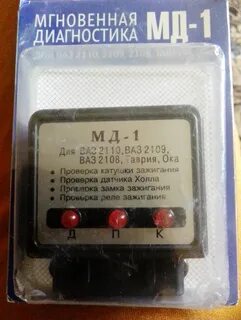 МГНОВЕННАЯ
ДИАГНОСТИКА МД-1
МД-1
Для ВАЗ 2110, ВАЗ 2109,
ВАЗ 2108, Таврия, Ока
• Проверка катушки зажигания
• Проверка датчика Холла
• Проверка замка зажигания
• Проверка реле зажигания
Д П К